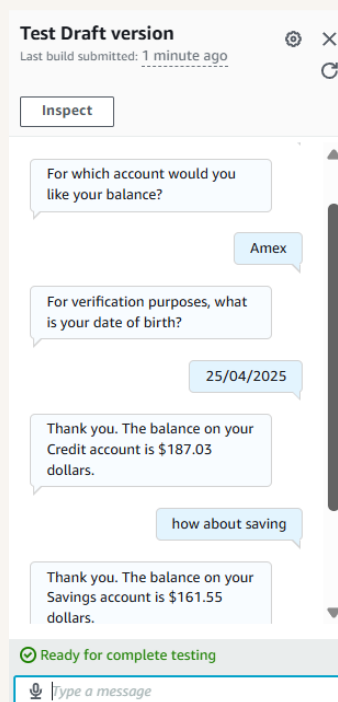 Test Draft version
Last build submitted: 1 minute ago
Inspect
For which account would you
like your balance?
Amex
For verification purposes, what
is your date of birth?
25/04/2025
Thank you. The balance on your
Credit account is $187.03
dollars.
how about saving
Thank you. The balance on your
Savings account is $161.55
dollars.
Ready for complete testing
Type a message